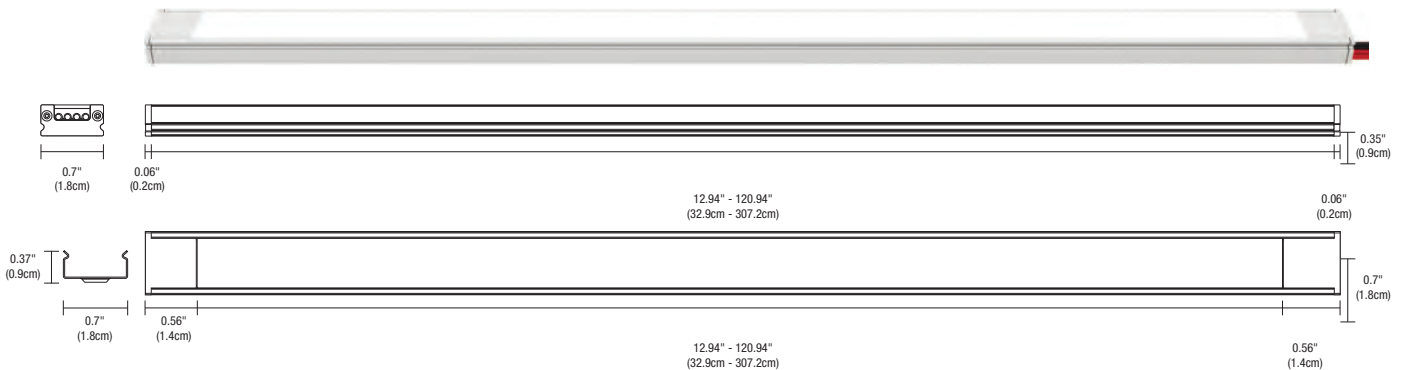 0.35"
(0.9cm)
0.7"
(1.8cm)
0.06"
(0.2cm)
12.94" - 120.94"
(32.9cm - 307.2cm)
0.06"
(0.2cm)
0.37"
(0.9cm)
0.7"
(1.8cm)
0.7"
(1.8cm)
0.56"
(1.4cm)
12.94" - 120.94"
(32.9cm - 307.2cm)
0.56"
(1.4cm)